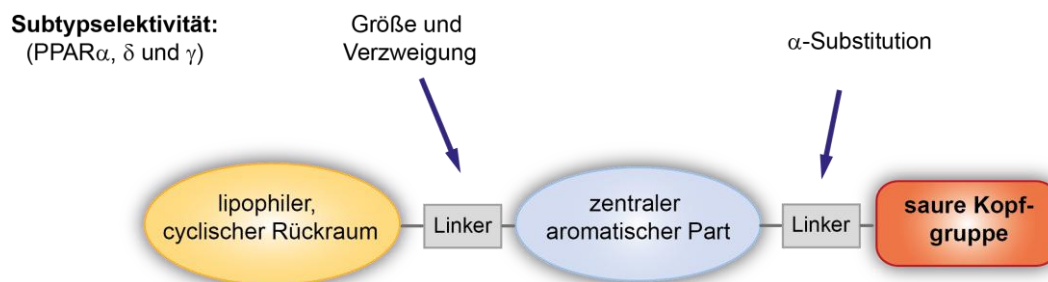 Subtypselektivität:
(PPARα, δ und γ)
Größe und
Verzweigung
α-Substitution
lipophiler,
cyclischer Rückraum
Linker
zentraler
aromatischer Part
Linker
saure Kopf-
gruppe